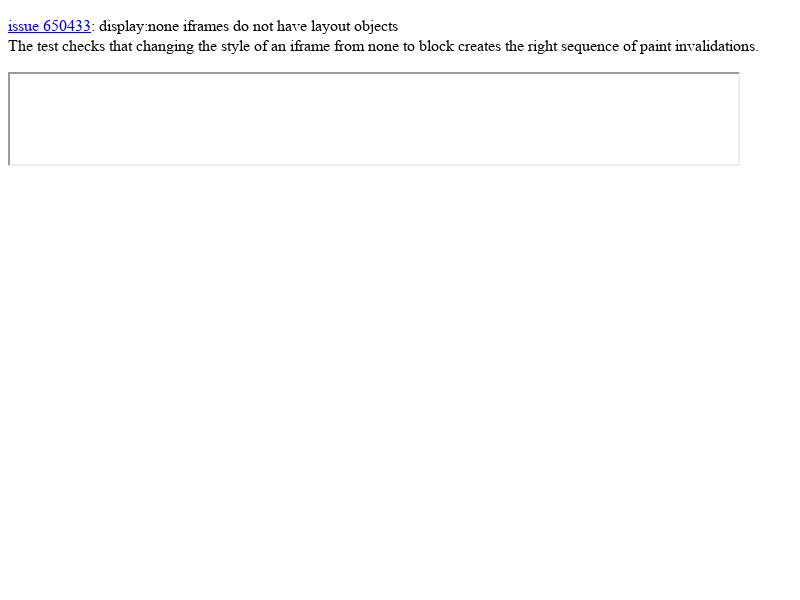 issue 650433: display:none iframes do not have layout objects
The test checks that changing the style of an iframe from none to block creates the right sequence of paint invalidations.